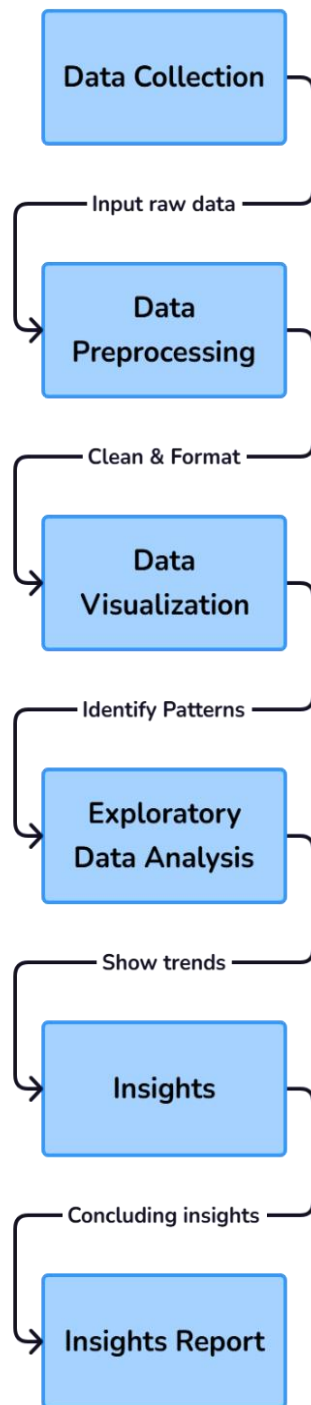 Data Collection
Input raw data
Data
Preprocessing
Clean & Format
Data
Visualization
Identify Patterns
Exploratory
Data Analysis
Show trends
Insights
Concluding insights
Insights Report